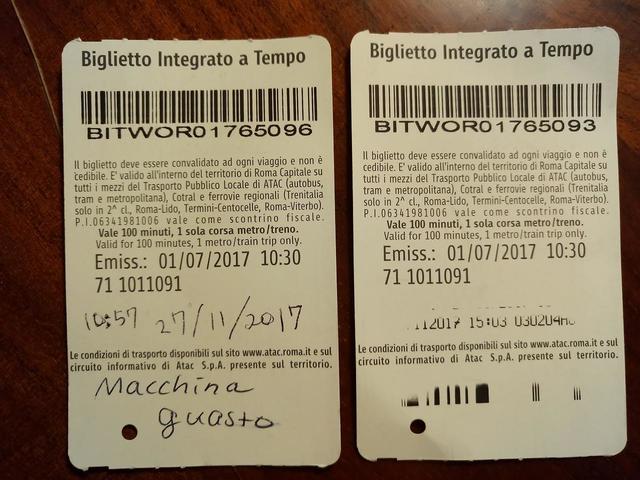 Biglietto Integrato a Tempo
BITWOR01765096
Il biglietto deve essere convalidato ad ogni viaggio e non è
cedibile. E' valido all'interno del territorio di Roma Capitale su
tutti i mezzi del Trasporto Pubblico Locale di ATAC (autobus,
tram e metropolitana), Cotral e ferrovie regionali (Trenitalia
solo in 2^ cl., Roma-Lido, Termini-Centocelle, Roma-Viterbo).
P.I.06341981006 vale come scontrino fiscale.
Vale 100 minuti, 1 sola corsa metro/treno.
Valid for 100 minutes, 1 metro/train trip only.
Emiss.: 01/07/2017 10:30
71 1011091
10:57 27/11/2017
Le condizioni di trasporto disponibili sul sito www.atac.roma.it e sul
circuito informativo di Atac S.p.A. presente sul territorio.
Macchina
guasto
Biglietto Integrato a Tempo
BITWOR01765093
Il biglietto deve essere convalidato ad ogni viaggio e non è
cedibile. E' valido all'interno del territorio di Roma Capitale su
tutti i mezzi del Trasporto Pubblico Locale di ATAC (autobus,
tram e metropolitana), Cotral e ferrovie regionali (Trenitalia
solo in 2^ cl., Roma-Lido, Termini-Centocelle, Roma-Viterbo).
P.I.06341981006 vale come scontrino fiscale.
Vale 100 minuti, 1 sola corsa metro/treno.
Valid for 100 minutes, 1 metro/train trip only.
Emiss.: 01/07/2017 10:30
71 1011091
112017 15:03
Le condizioni di trasporto disponibili sul sito www.atac.roma.it e sul
circuito informativo di Atac S.p.A. presente sul territorio.